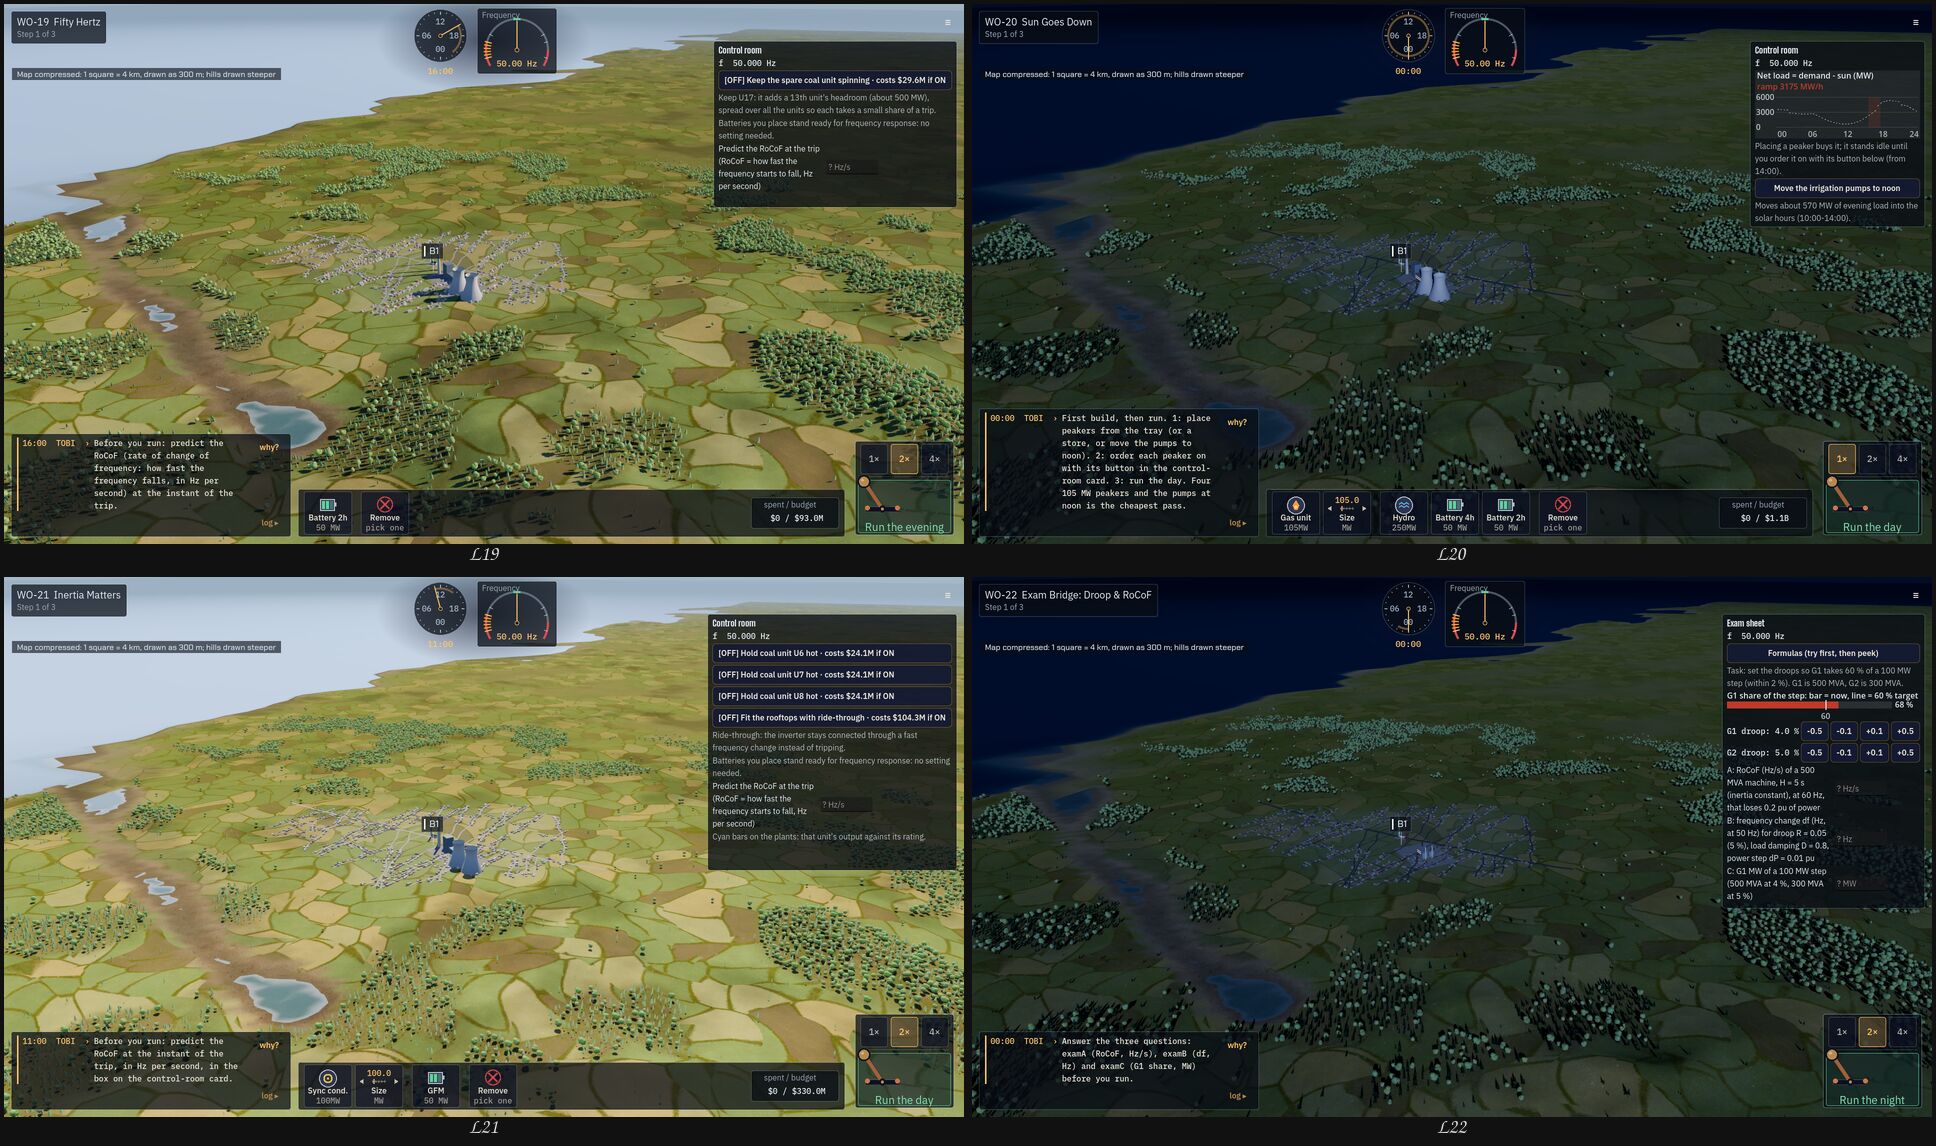 WO-19 Fifty Hertz
Step 1 of 3
Map compressed: 1 square = 4 km, drawn as 300 m; hills drawn steeper
12
06 18
00
16:00
Frequency
50.00 Hz
≡
Control room
f 50.000 Hz
[OFF] Keep the spare coal unit spinning · costs $29.6M if ON
Keep U17: it adds a 13th unit's headroom (about 500 MW),
spread over all the units so each takes a small share of a trip.
Batteries you place stand ready for frequency response: no
setting needed.
Predict the RoCoF at the trip
(RoCoF = how fast the
frequency starts to fall, Hz
per second)
? Hz/s
B1
16:00 TOBI › Before you run: predict the
RoCoF (rate of change of
frequency: how fast the
frequency falls, in Hz per
second) at the instant of the
trip.
why?
log ▸
Battery 2h
50 MW
Remove
pick one
spent / budget
$0 / $93.0M
1× 2× 4×
Run the evening
L19
WO-20 Sun Goes Down
Step 1 of 3
Map compressed: 1 square = 4 km, drawn as 300 m; hills drawn steeper
12
06 18
00
00:00
Frequency
50.00 Hz
≡
Control room
f 50.000 Hz
Net load = demand - sun (MW)
ramp 3175 MW/h
6000
3000
0
00 06 12 18 24
Placing a peaker buys it; it stands idle until
you order it on with its button below (from
14:00).
Move the irrigation pumps to noon
Moves about 570 MW of evening load into the
solar hours (10:00-14:00).
B1
00:00 TOBI › First build, then run. 1: place
peakers from the tray (or a
store, or move the pumps to
noon). 2: order each peaker on
with its button in the control-
room card. 3: run the day. Four
105 MW peakers and the pumps at
noon is the cheapest pass.
why?
log ▸
Gas unit
105MW
105.0
Size
MW
Hydro
250MW
Battery 4h
50 MW
Battery 2h
50 MW
Remove
pick one
spent / budget
$0 / $1.1B
1× 2× 4×
Run the day
L20
WO-21 Inertia Matters
Step 1 of 3
Map compressed: 1 square = 4 km, drawn as 300 m; hills drawn steeper
12
06 18
00
11:00
Frequency
50.00 Hz
≡
Control room
f 50.000 Hz
[OFF] Hold coal unit U6 hot · costs $24.1M if ON
[OFF] Hold coal unit U7 hot · costs $24.1M if ON
[OFF] Hold coal unit U8 hot · costs $24.1M if ON
[OFF] Fit the rooftops with ride-through · costs $104.3M if ON
Ride-through: the inverter stays connected through a fast
frequency change instead of tripping.
Batteries you place stand ready for frequency response: no setting
needed.
Predict the RoCoF at the trip
(RoCoF = how fast the
frequency starts to fall, Hz
per second)
? Hz/s
Cyan bars on the plants: that unit's output against its rating.
B1
11:00 TOBI › Before you run: predict the
RoCoF at the instant of the
trip, in Hz per second, in the
box on the control-room card.
why?
log ▸
Sync cond.
100MW
100.0
Size
MW
GFM
50 MW
Remove
pick one
spent / budget
$0 / $330.0M
1× 2× 4×
Run the day
L21
WO-22 Exam Bridge: Droop & RoCoF
Step 1 of 3
Map compressed: 1 square = 4 km, drawn as 300 m; hills drawn steeper
12
06 18
00
00:00
Frequency
50.00 Hz
≡
Exam sheet
f 50.000 Hz
Formulas (try first, then peek)
Task: set the droops so G1 takes 60 % of a 100 MW
step (within 2 %). G1 is 500 MVA, G2 is 300 MVA.
G1 share of the step: bar = now, line = 60 % target
68 %
60
G1 droop: 4.0 % -0.5 -0.1 +0.1 +0.5
G2 droop: 5.0 % -0.5 -0.1 +0.1 +0.5
A: RoCoF (Hz/s) of a 500
MVA machine, H = 5 s
(inertia constant), at 60 Hz,
that loses 0.2 pu of power
? Hz/s
B: frequency change df (Hz,
at 50 Hz) for droop R = 0.05
(5 %), load damping D = 0.8,
power step dP = 0.01 pu
? Hz
C: G1 MW of a 100 MW step
(500 MVA at 4 %, 300 MVA
at 5 %)
? MW
B1
00:00 TOBI › Answer the three questions:
examA (RoCoF, Hz/s), examB (df,
Hz) and examC (G1 share, MW)
before you run.
why?
log ▸
1× 2× 4×
Run the night
L22